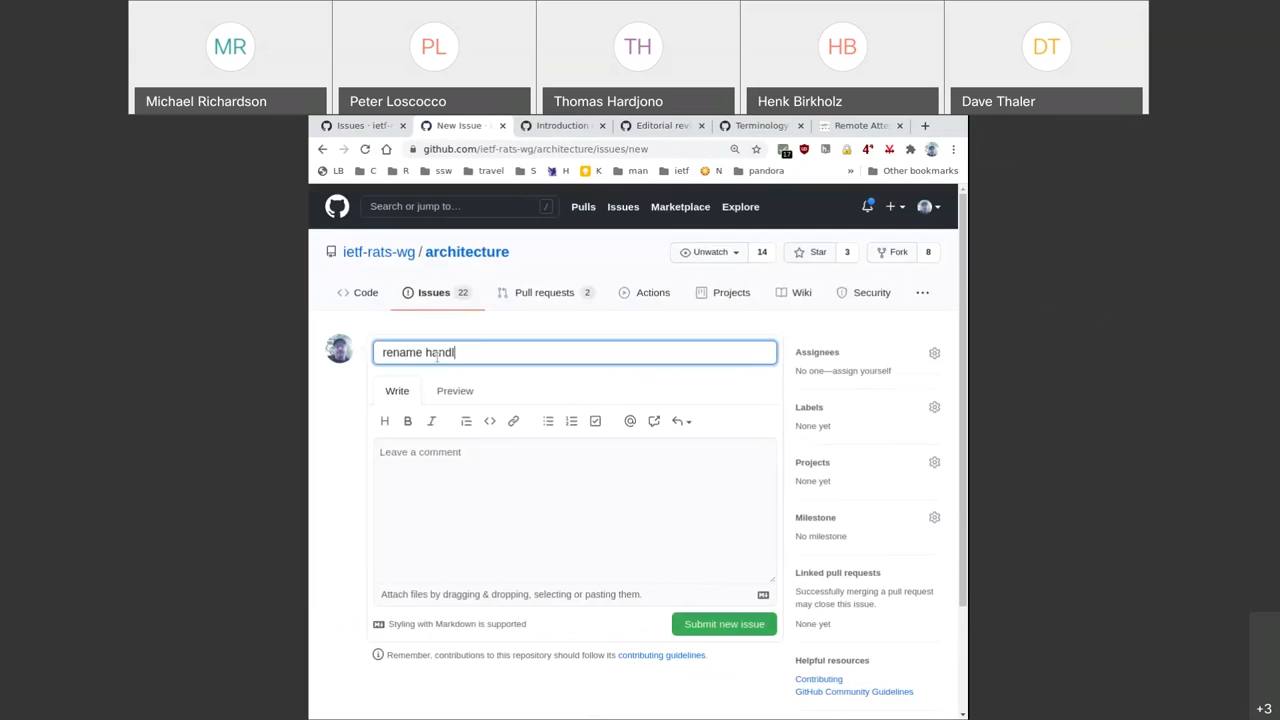 MR
PL
TH
HB
DT
Michael Richardson
Peter Loscocco
Thomas Hardjono
Henk Birkholz
Dave Thaler
Issues · ietf-
New Issue ·
Introduction
Editorial revi
Terminology
Remote Atte
github.com/ietf-rats-wg/architecture/issues/new
17
LB C R ssw travel S H K man ietf N pandora » Other bookmarks
Search or jump to… /
Pulls Issues Marketplace Explore
ietf-rats-wg / architecture
Unwatch 14 Star 3 Fork 8
Code Issues 22 Pull requests 2 Actions Projects Wiki Security
rename handl
Write Preview
Leave a comment
Attach files by dragging & dropping, selecting or pasting them.
Styling with Markdown is supported
Submit new issue
Remember, contributions to this repository should follow its contributing guidelines.
Assignees
No one—assign yourself
Labels
None yet
Projects
None yet
Milestone
No milestone
Linked pull requests
Successfully merging a pull request
may close this issue.
None yet
Helpful resources
Contributing
GitHub Community Guidelines
+3